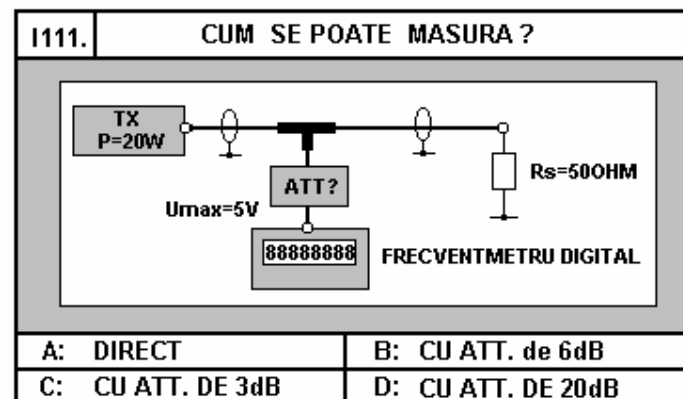 I111. CUM SE POATE MASURA ?
TX
P=20W
ATT?
Rs=50OHM
Umax=5V
88888888
FRECVENTMETRU DIGITAL
A: DIRECT
B: CU ATT. de 6dB
C: CU ATT. DE 3dB
D: CU ATT. DE 20dB